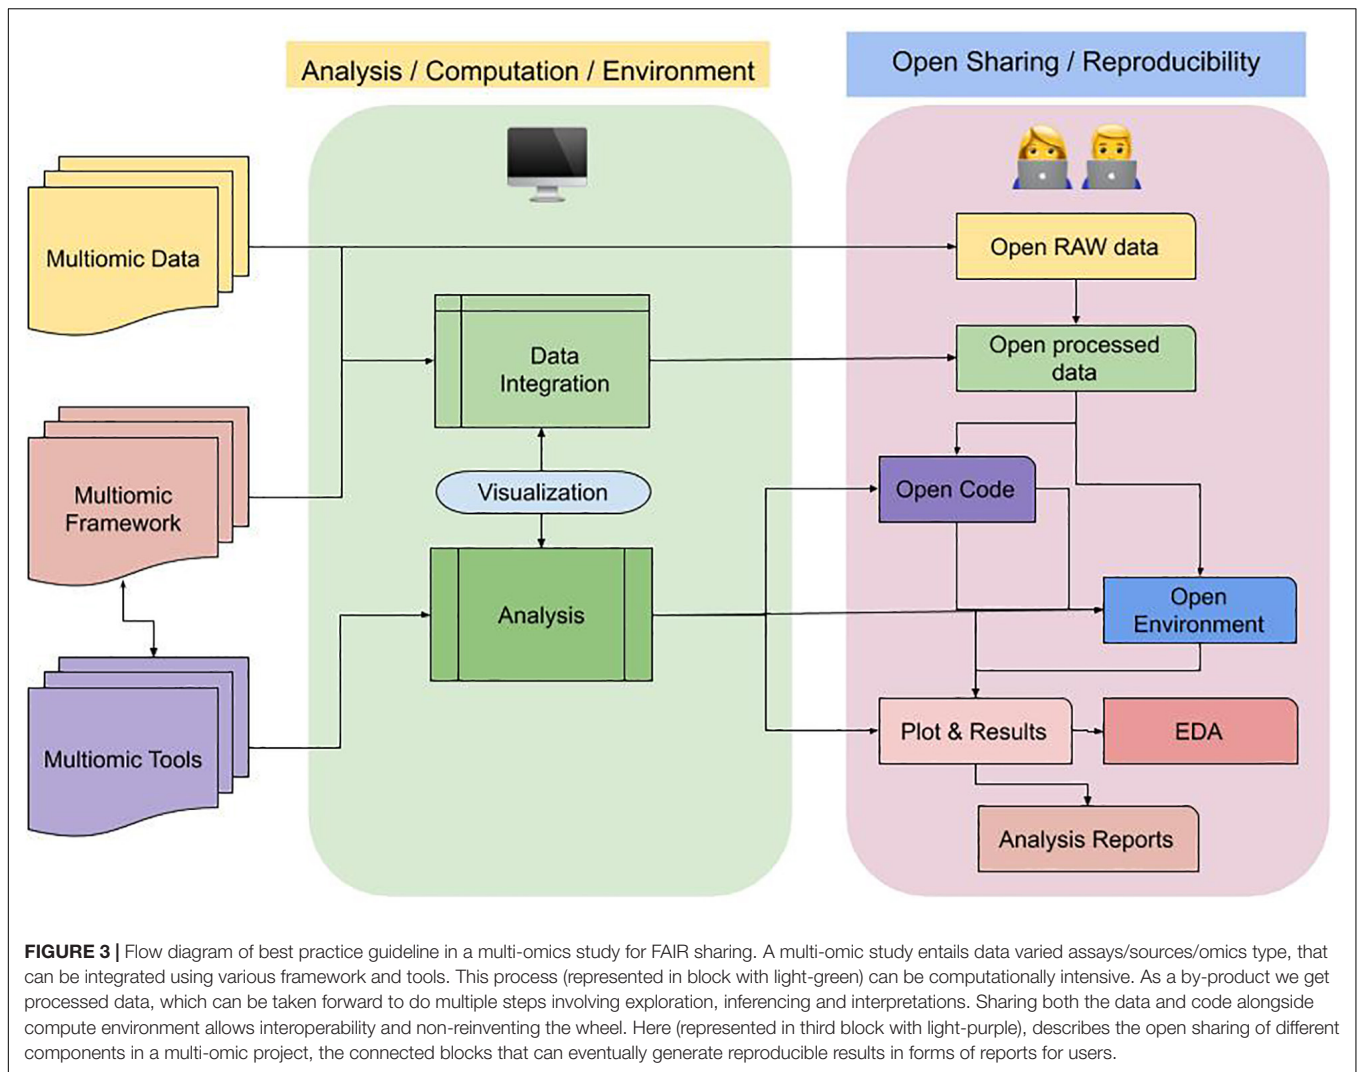 Analysis / Computation / Environment
Open Sharing / Reproducibility
Multiomic Data
Open RAW data
Data
Integration
Open processed
data
Multiomic
Framework
Visualization
Open Code
Analysis
Open
Environment
Multiomic Tools
Plot & Results
EDA
Analysis Reports
FIGURE 3 | Flow diagram of best practice guideline in a multi-omics study for FAIR sharing. A multi-omic study entails data varied assays/sources/omics type, that
can be integrated using various framework and tools. This process (represented in block with light-green) can be computationally intensive. As a by-product we get
processed data, which can be taken forward to do multiple steps involving exploration, inferencing and interpretations. Sharing both the data and code alongside
compute environment allows interoperability and non-reinventing the wheel. Here (represented in third block with light-purple), describes the open sharing of different
components in a multi-omic project, the connected blocks that can eventually generate reproducible results in forms of reports for users.